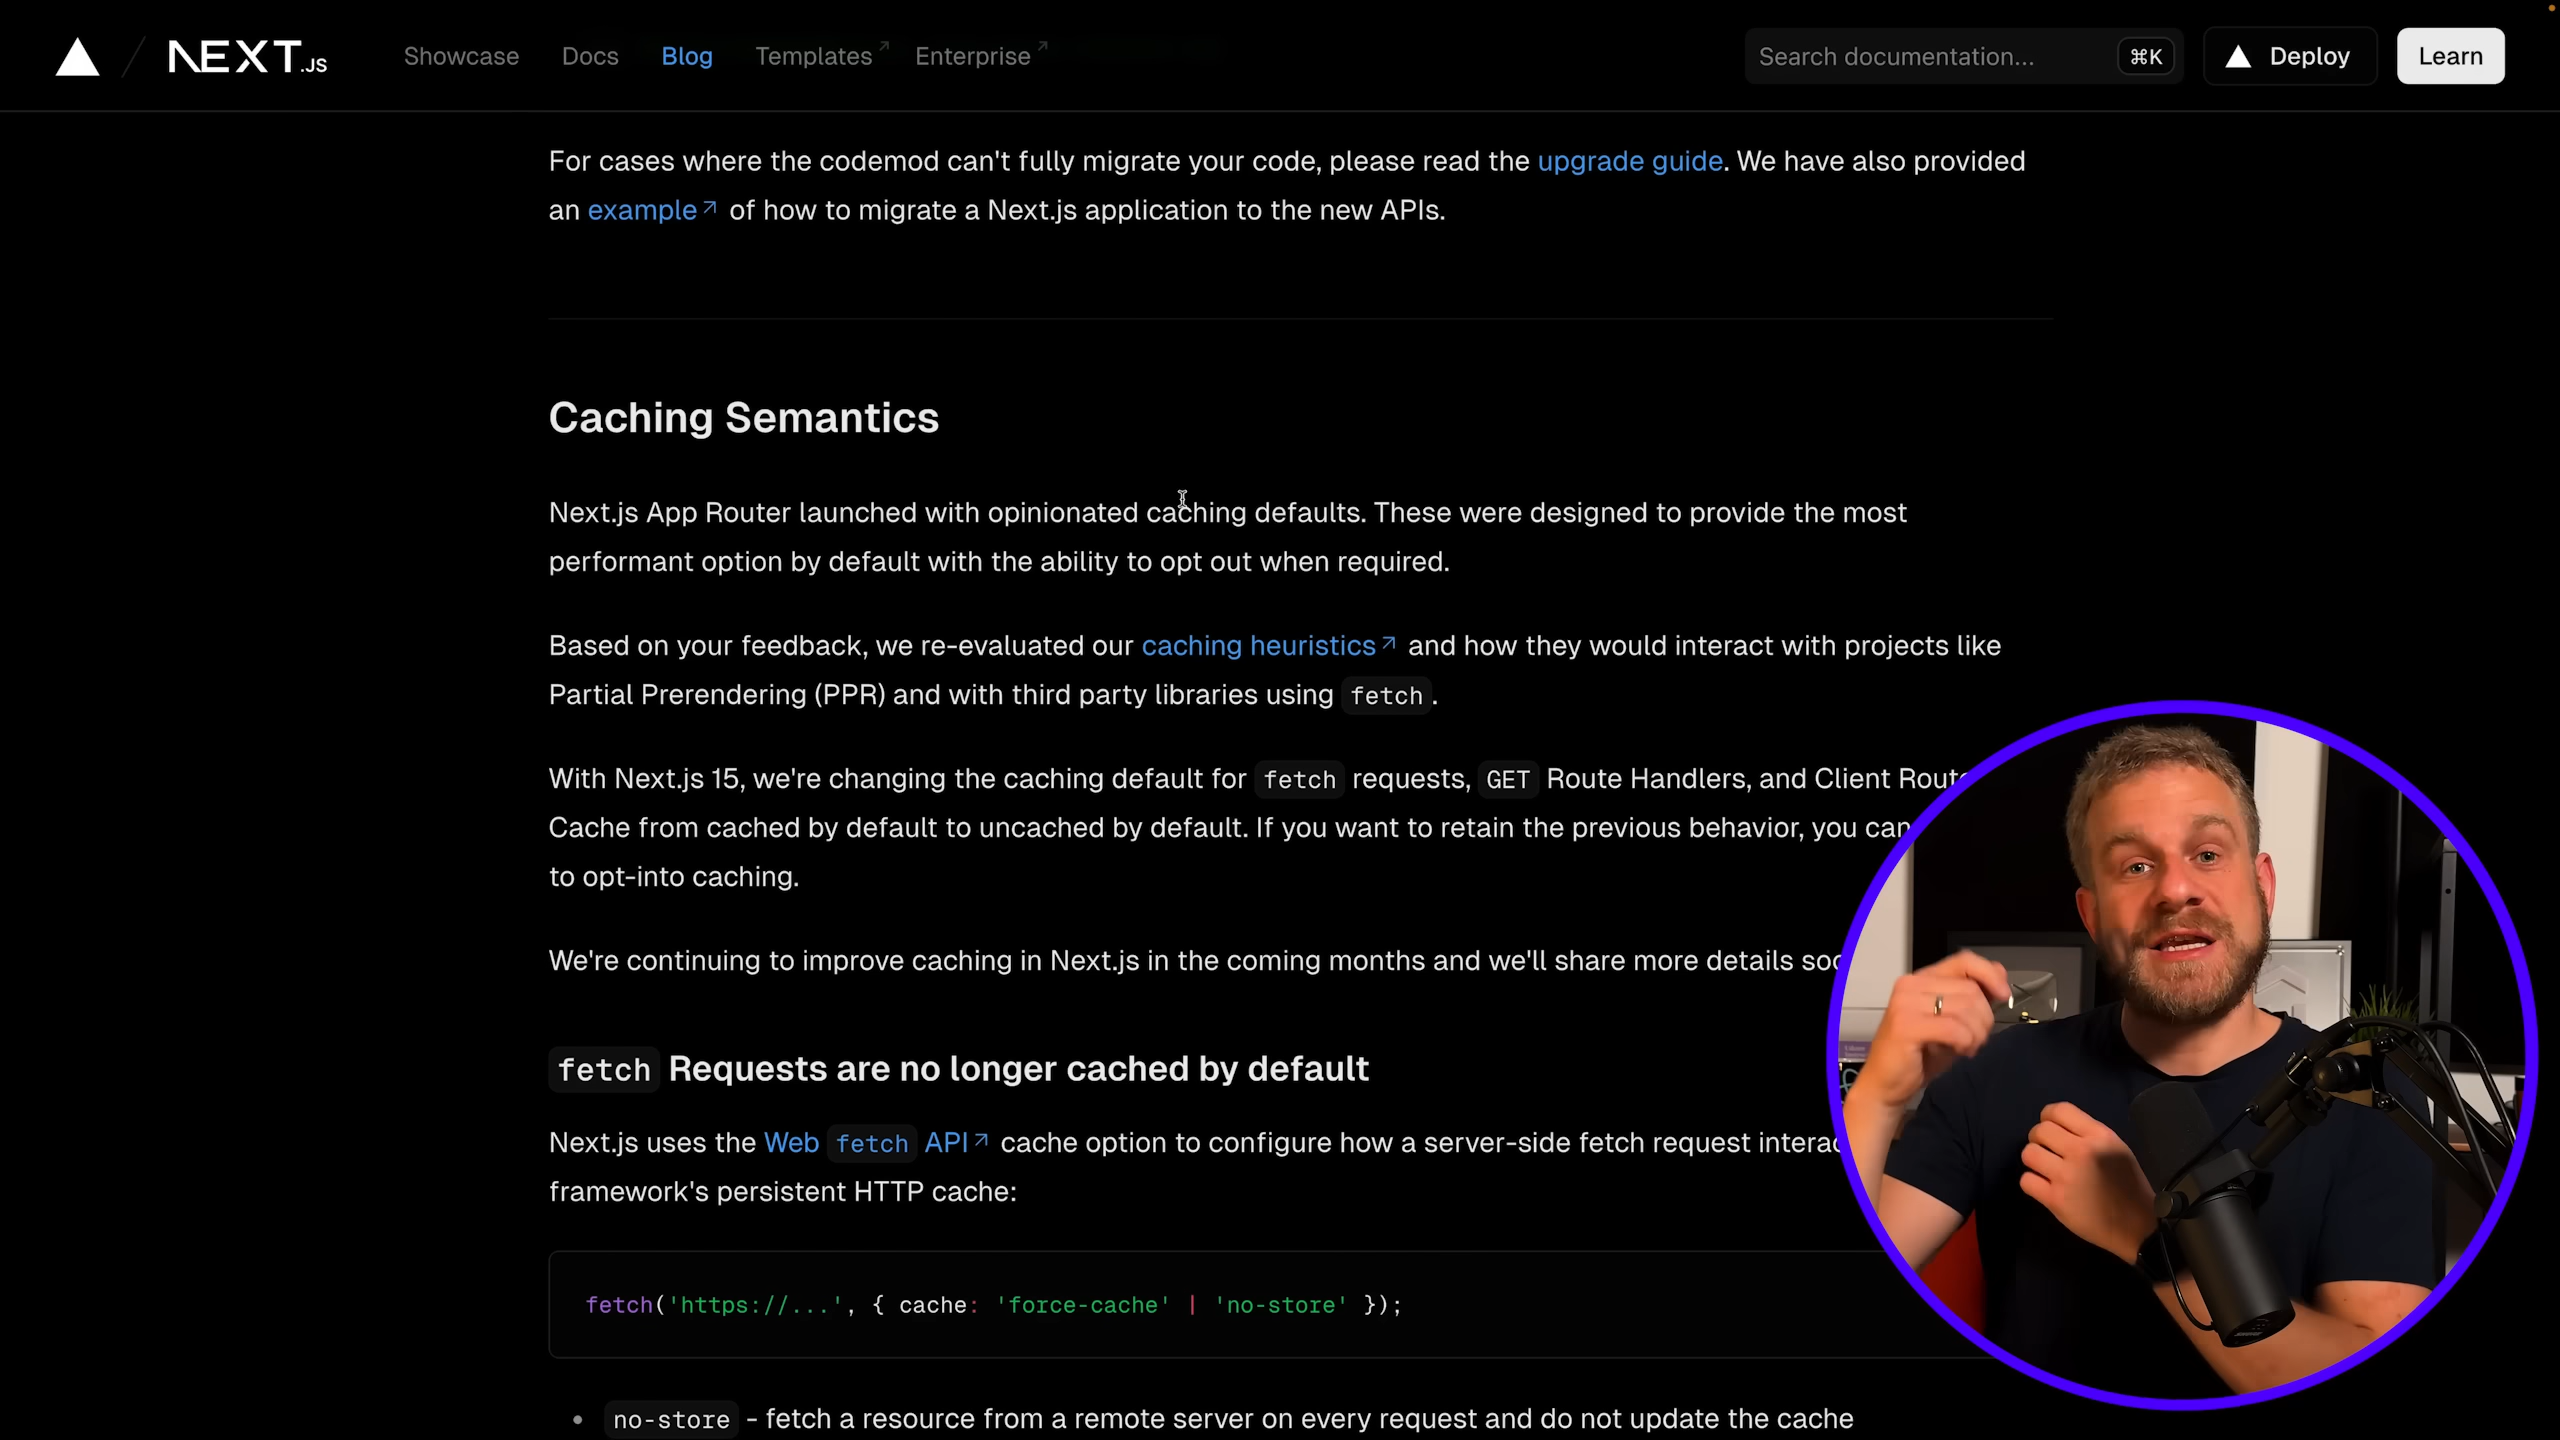 NEXT.JS Showcase Docs Blog Templates Enterprise Search documentation... ⌘K Deploy Learn
For cases where the codemod can't fully migrate your code, please read the upgrade guide. We have also provided
an example of how to migrate a Next.js application to the new APIs.
Caching Semantics
Next.js App Router launched with opinionated caching defaults. These were designed to provide the most
performant option by default with the ability to opt out when required.
Based on your feedback, we re-evaluated our caching heuristics and how they would interact with projects like
Partial Prerendering (PPR) and with third party libraries using fetch.
With Next.js 15, we're changing the caching default for fetch requests, GET Route Handlers, and Client
Cache from cached by default to uncached by default. If you want to retain the previous behavior, you can
to opt-into caching.
We're continuing to improve caching in Next.js in the coming months and we'll share more details
fetch Requests are no longer cached by default
Next.js uses the Web fetch API cache option to configure how a server-side fetch request
framework's persistent HTTP cache:
fetch('https://...', { cache: 'force-cache' | 'no-store' });
• no-store - fetch a resource from a remote server on every request and do not update the cache